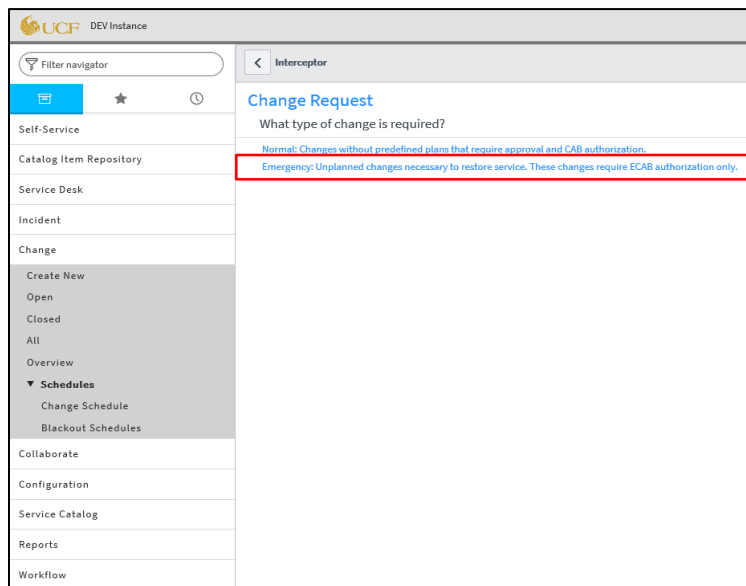 UCF DEV Instance
Filter navigator
Interceptor
Change Request
What type of change is required?
Normal: Changes without predefined plans that require approval and CAB authorization.
Emergency: Unplanned changes necessary to restore service. These changes require ECAB authorization only.
Self-Service
Catalog Item Repository
Service Desk
Incident
Change
Create New
Open
Closed
All
Overview
Schedules
Change Schedule
Blackout Schedules
Collaborate
Configuration
Service Catalog
Reports
Workflow